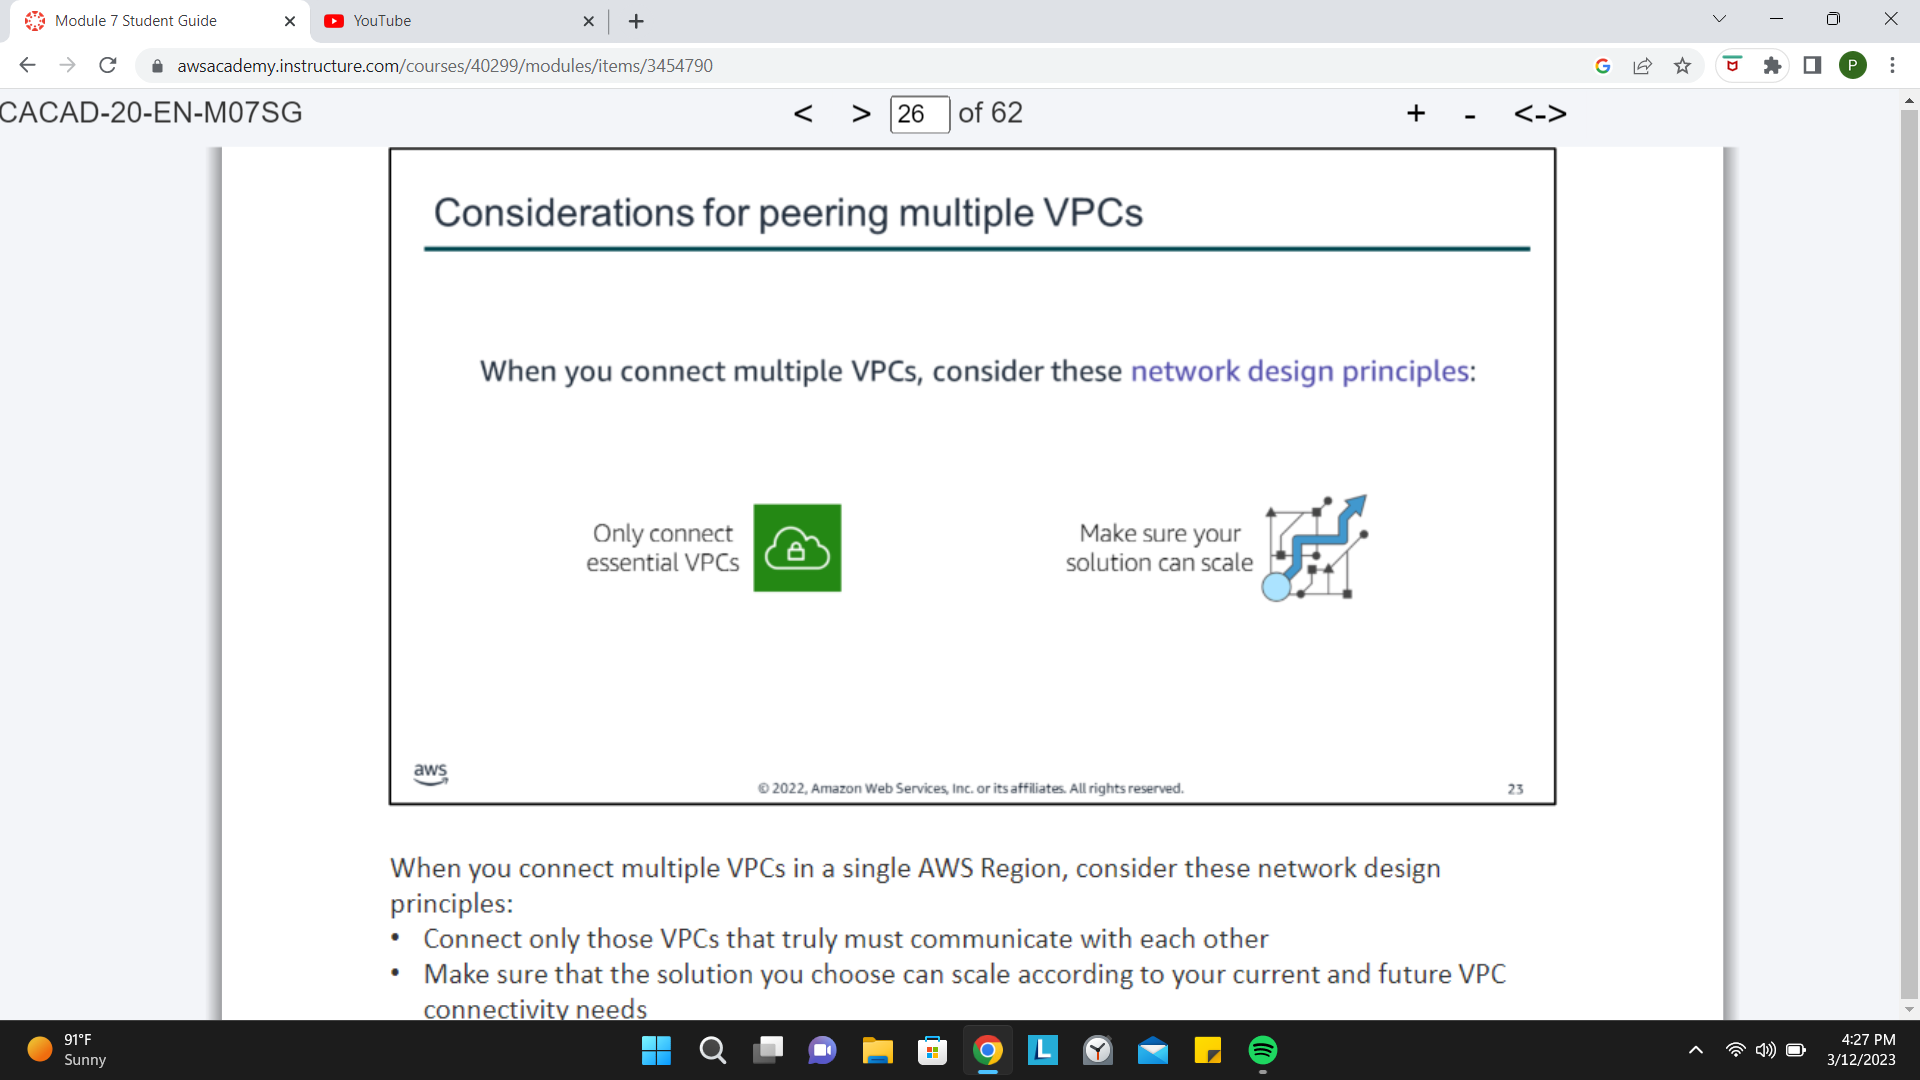 Module 7 Student Guide
YouTube
awsacademy.instructure.com/courses/40299/modules/items/3454790
P
CACAD-20-EN-M07SG
< > 26 of 62
+ - <->
Considerations for peering multiple VPCs
When you connect multiple VPCs, consider these network design principles:
Only connect
essential VPCs
Make sure your
solution can scale
aws
© 2022, Amazon Web Services, Inc. or its affiliates. All rights reserved.
23
When you connect multiple VPCs in a single AWS Region, consider these network design
principles:
• Connect only those VPCs that truly must communicate with each other
• Make sure that the solution you choose can scale according to your current and future VPC
connectivity needs
91°F
Sunny
L
4:27 PM
3/12/2023